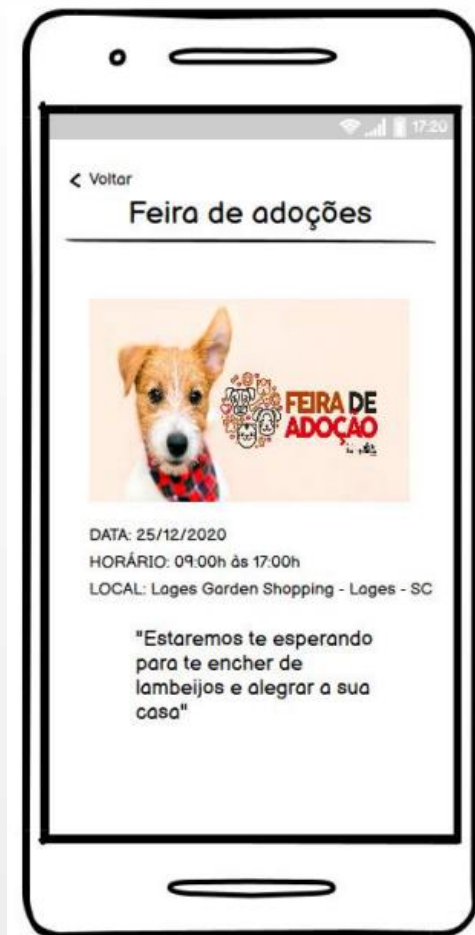 17:20
Voltar
Feira de adoções
FEIRA DE
ADOÇÃO
DATA: 25/12/2020
HORÁRIO: 09:00h às 17:00h
LOCAL: Lages Garden Shopping - Lages - SC
"Estaremos te esperando
para te encher de
lambeijos e alegrar a sua
casa"